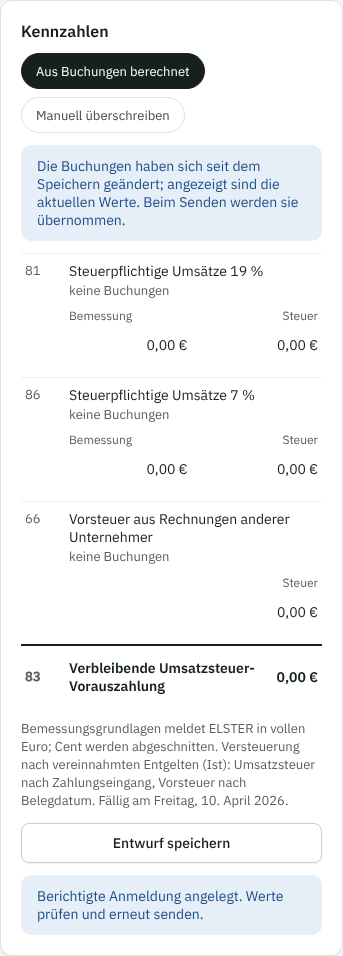 Kennzahlen
Aus Buchungen berechnet
Manuell überschreiben
Die Buchungen haben sich seit dem
Speichern geändert; angezeigt sind die
aktuellen Werte. Beim Senden werden sie
übernommen.
81 Steuerpflichtige Umsätze 19 %
keine Buchungen
Bemessung Steuer
0,00 € 0,00 €
86 Steuerpflichtige Umsätze 7 %
keine Buchungen
Bemessung Steuer
0,00 € 0,00 €
66 Vorsteuer aus Rechnungen anderer
Unternehmer
keine Buchungen
Steuer
0,00 €
83 Verbleibende Umsatzsteuer- 0,00 €
Vorauszahlung
Bemessungsgrundlagen meldet ELSTER in vollen
Euro; Cent werden abgeschnitten. Versteuerung
nach vereinnahmten Entgelten (Ist): Umsatzsteuer
nach Zahlungseingang, Vorsteuer nach
Belegdatum. Fällig am Freitag, 10. April 2026.
Entwurf speichern
Berichtigte Anmeldung angelegt. Werte
prüfen und erneut senden.